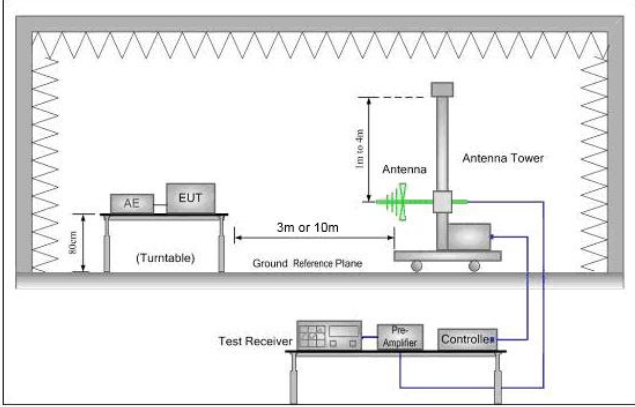 1m to 4m
Antenna
Antenna Tower
AE
EUT
80cm
(Turntable)
3m or 10m
Ground Reference Plane
Test Receiver
Pre-
Amplifier
Controller